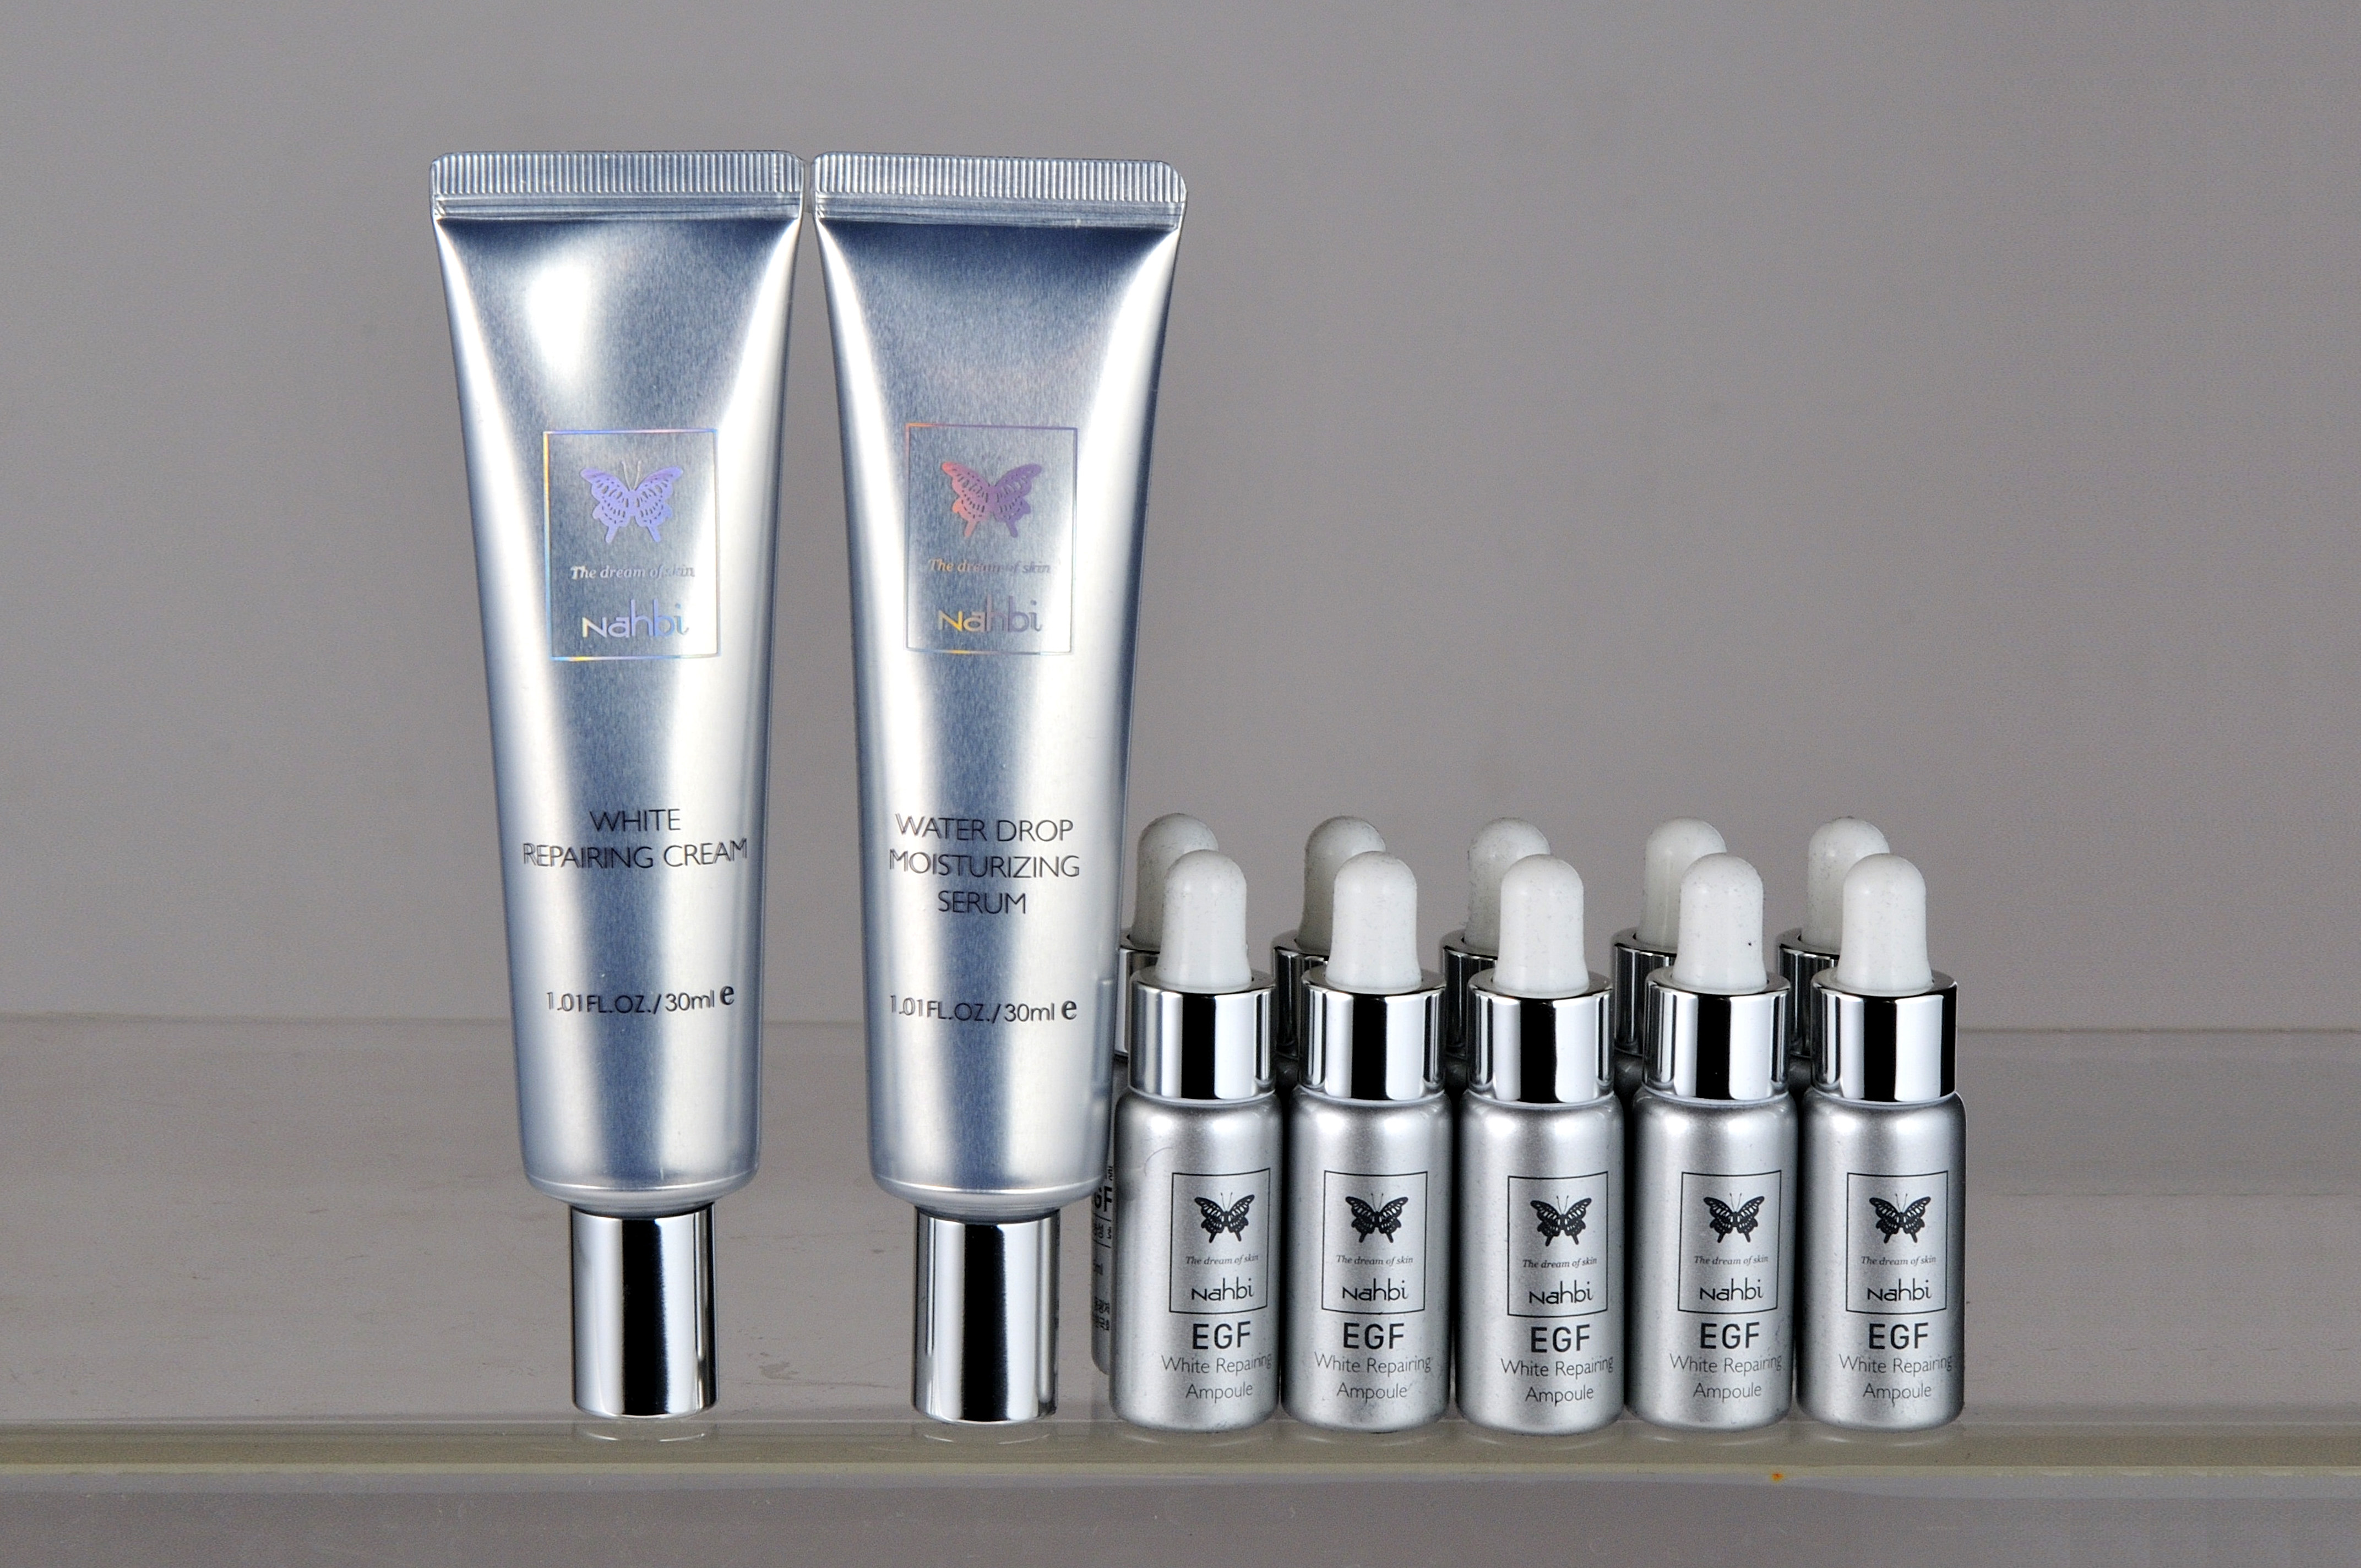 The dream of skin
Nahbi
WHITE
REPAIRING CREAM
1.01FL.OZ./30ml e
The dream of skin
Nahbi
WATER DROP
MOISTURIZING
SERUM
1.01FL.OZ./30ml e
The dream of skin
Nahbi
EGF
White Repairing
Ampoule
The dream of skin
Nahbi
EGF
White Repairing
Ampoule
The dream of skin
Nahbi
EGF
White Repairing
Ampoule
The dream of skin
Nahbi
EGF
White Repairing
Ampoule
The dream of skin
Nahbi
EGF
White Repairing
Ampoule